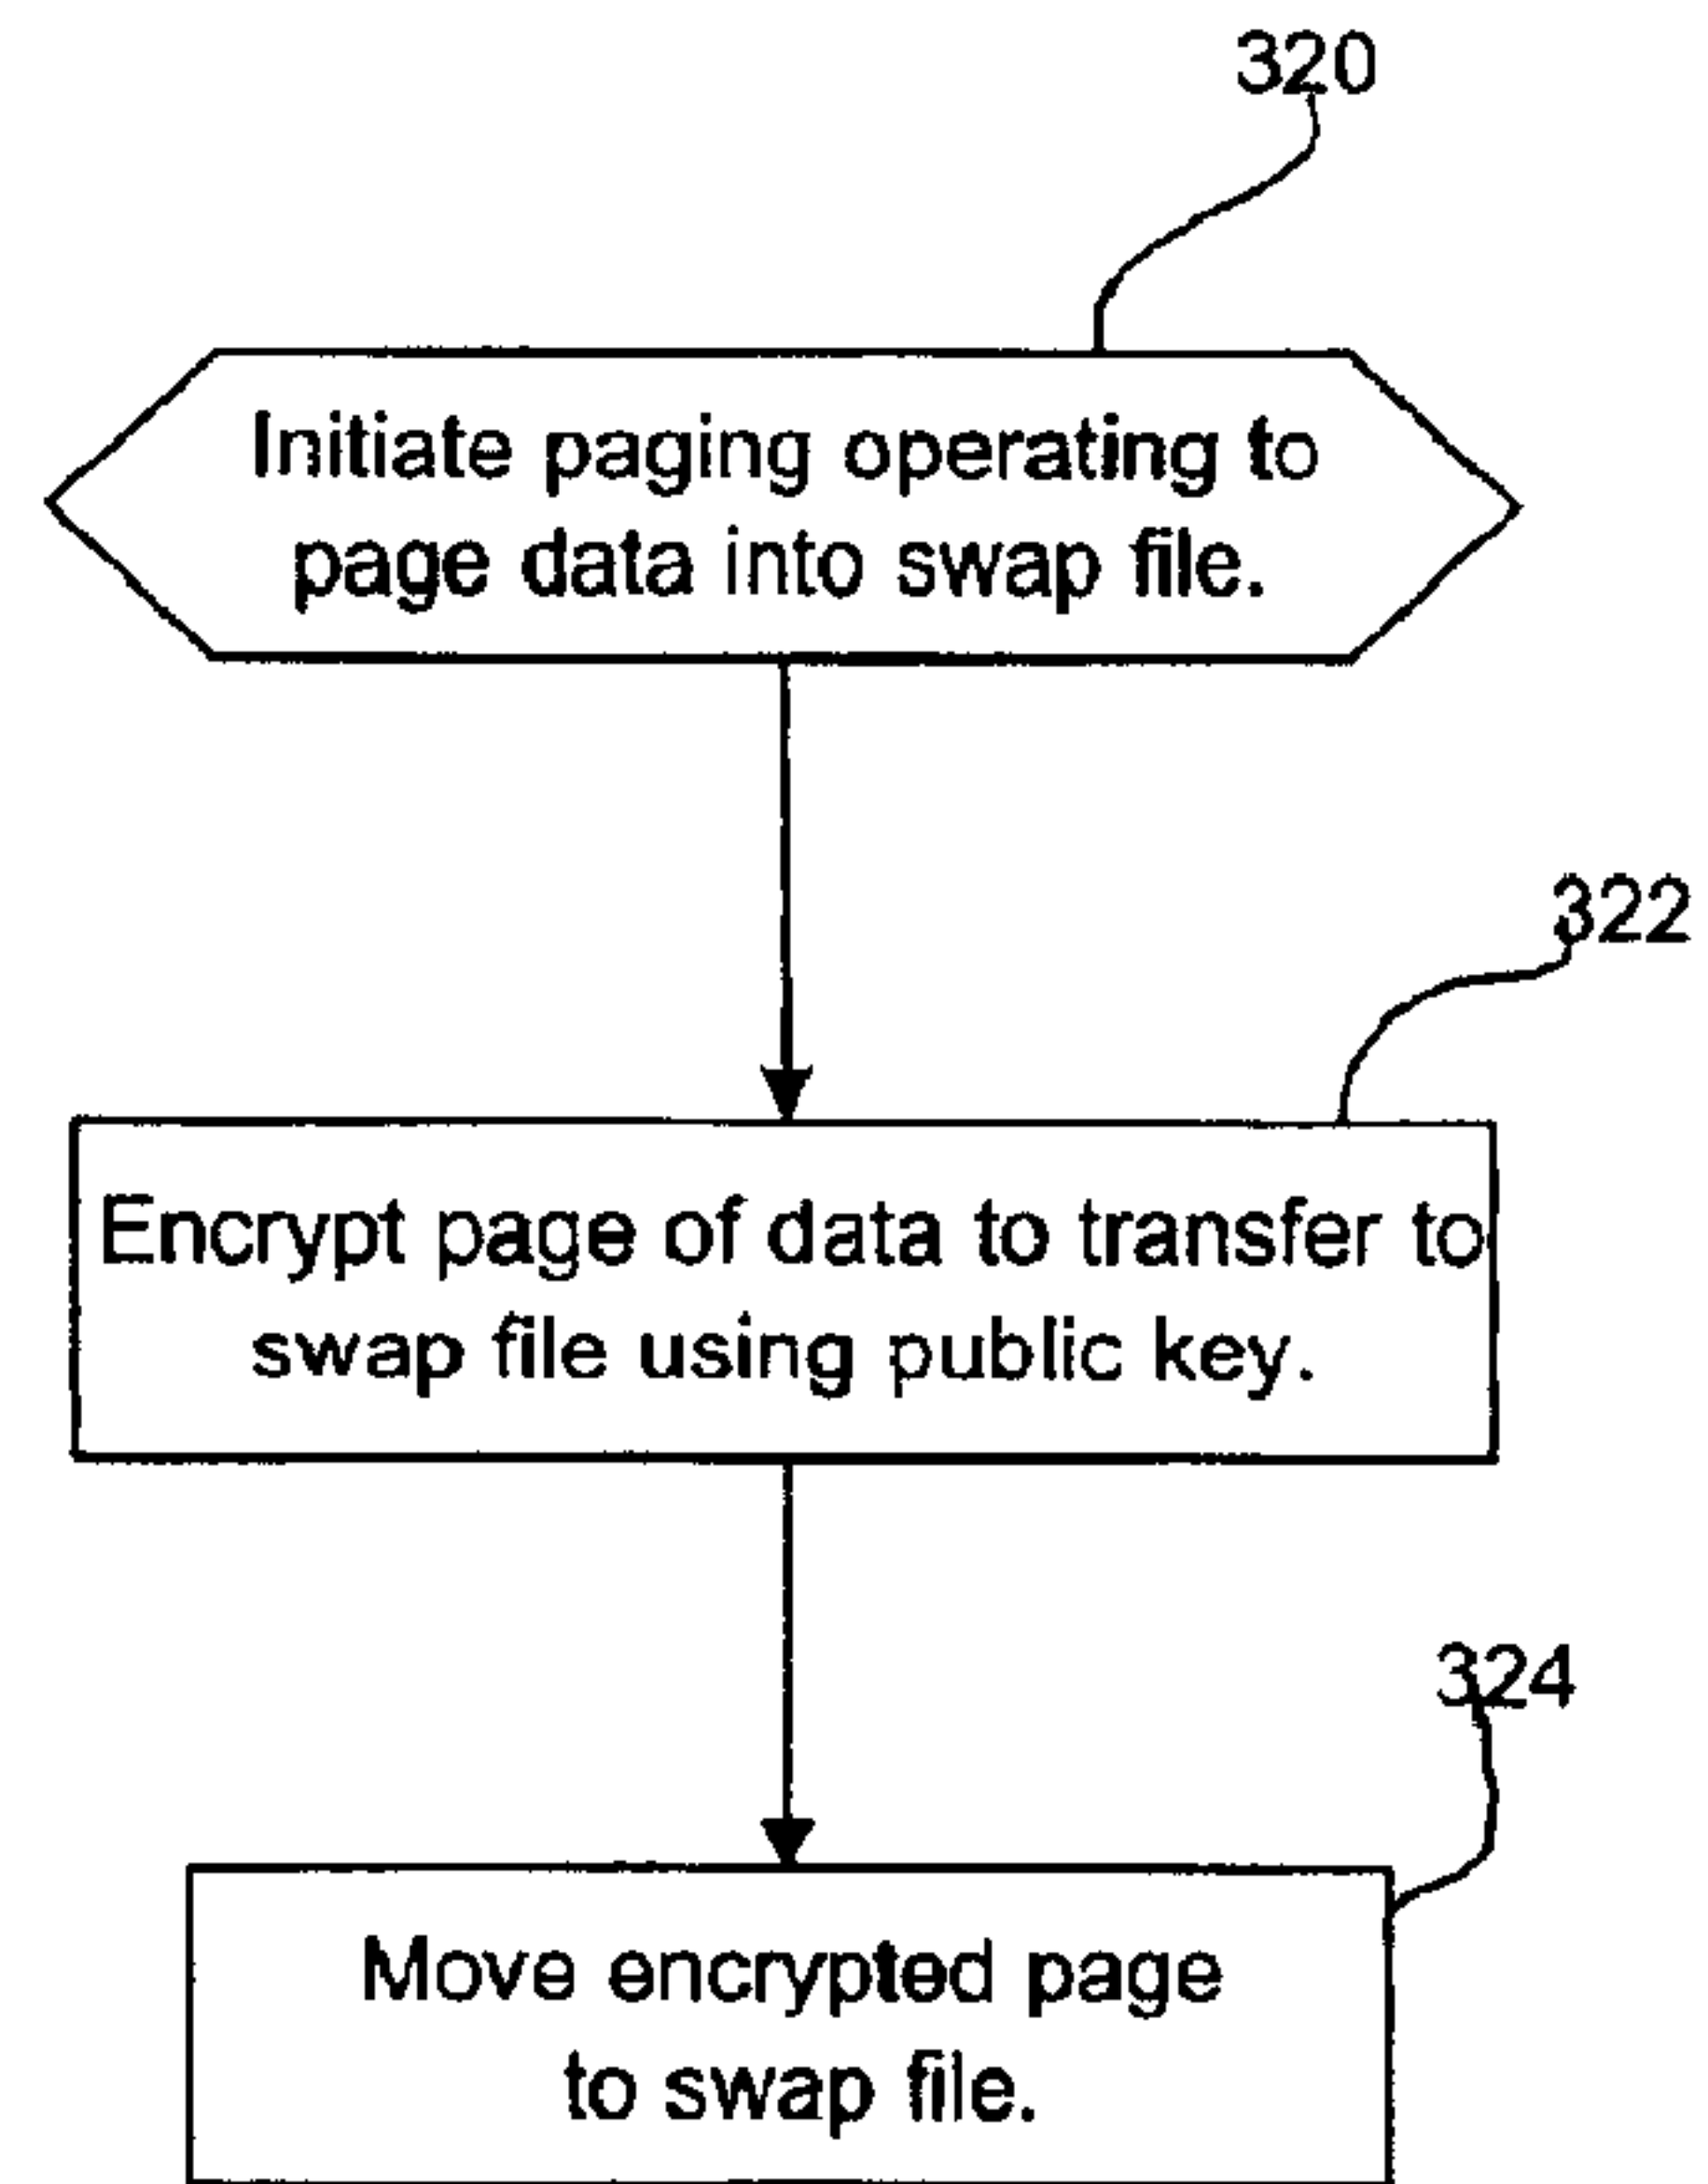 320
Initiate paging operating to
page data into swap file.
322
Encrypt page of data to transfer to
swap file using public key.
324
Move encrypted page
to swap file.